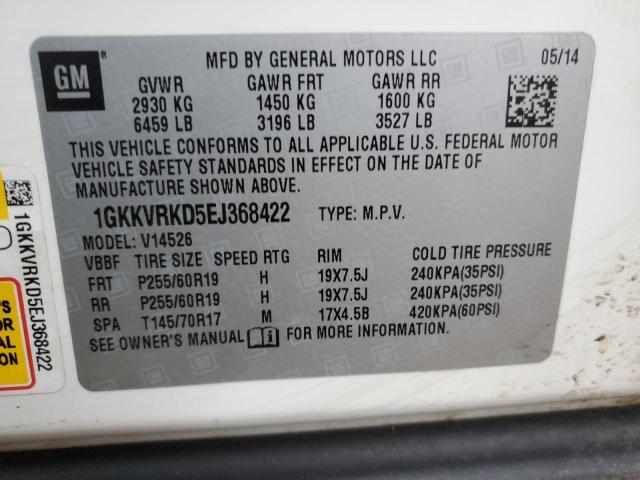 GM
MFD BY GENERAL MOTORS LLC 05/14
GVWR GAWR FRT GAWR RR
2930 KG 1450 KG 1600 KG
6459 LB 3196 LB 3527 LB
THIS VEHICLE CONFORMS TO ALL APPLICABLE U.S. FEDERAL MOTOR
VEHICLE SAFETY STANDARDS IN EFFECT ON THE DATE OF
MANUFACTURE SHOWN ABOVE.
1GKKVRKD5EJ368422 TYPE: M.P.V.
MODEL: V14526
VBBF TIRE SIZE SPEED RTG RIM COLD TIRE PRESSURE
FRT P255/60R19 H 19X7.5J 240KPA(35PSI)
RR P255/60R19 H 19X7.5J 240KPA(35PSI)
SPA T145/70R17 M 17X4.5B 420KPA(60PSI)
SEE OWNER'S MANUAL FOR MORE INFORMATION.
1GKKVRKD5EJ368422